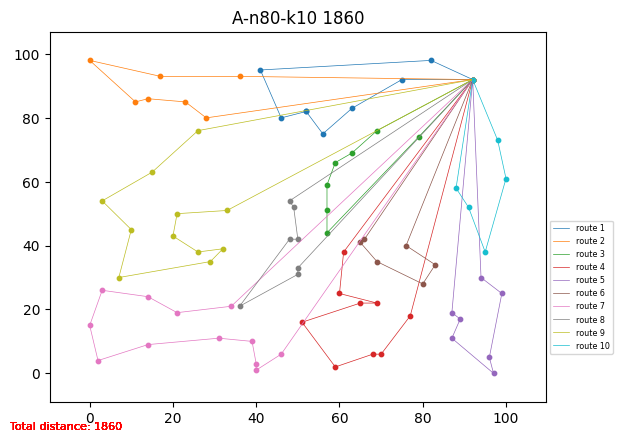 A-n80-k10 1860
100
80
60
40
20
0
0 20 40 60 80 100
route 1
route 2
route 3
route 4
route 5
route 6
route 7
route 8
route 9
route 10
Total distance: 1860